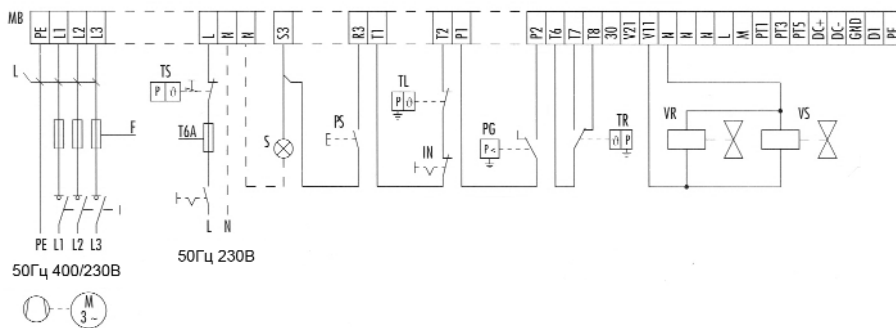 MB PE L1 L2 L3 L N N S3 R3 T1 T2 P1 P2 T6 T7 T8 30 V21 V11 N N N L M PT1 PT3 PT5 DC+ DC- GND D1 PE
L TS TL VR VS
P ϑ P ϑ
F T6A S PS PG TR
IN P< ϑ P
I
L N
PE L1 L2 L3
50Гц 400/230В 50Гц 230В
M
3 ~